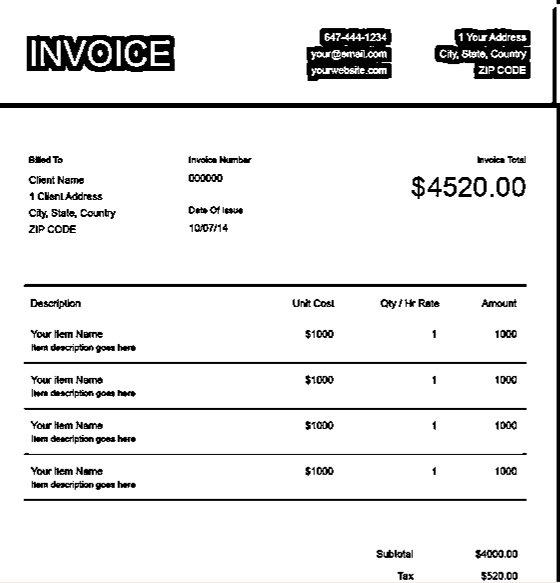 INVOICE
647-444-1234
your@email.com
yourwebsite.com
1 Your Address
City, State, Country
ZIP CODE
Billed To
Client Name
1 Client Address
City, State, Country
ZIP CODE
Invoice Number
000000
Date Of Issue
10/07/14
Invoice Total
$4520.00
Description Unit Cost Qty / Hr Rate Amount
Your Item Name $1000 1 1000
Item description goes here
Your Item Name $1000 1 1000
Item description goes here
Your Item Name $1000 1 1000
Item description goes here
Your Item Name $1000 1 1000
Item description goes here
Subtotal $4000.00
Tax $520.00